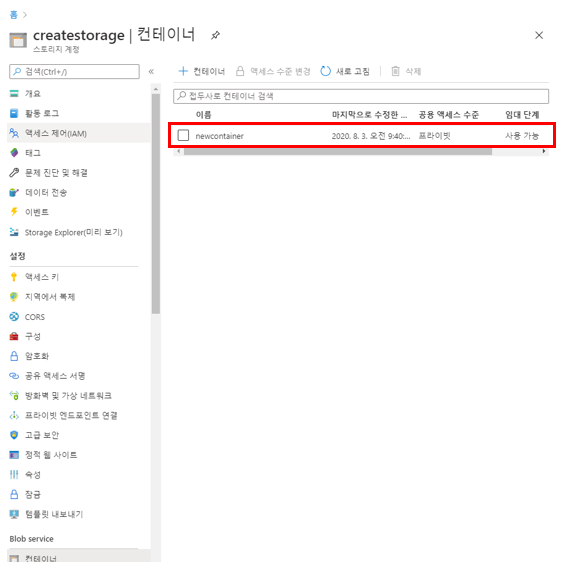 홈
createstorage | 컨테이너
스토리지 계정
검색(Ctrl+/)
개요
활동 로그
액세스 제어(IAM)
태그
문제 진단 및 해결
데이터 전송
이벤트
Storage Explorer(미리 보기)
설정
액세스 키
지역에서 복제
CORS
구성
암호화
공유 액세스 서명
방화벽 및 가상 네트워크
프라이빗 엔드포인트 연결
고급 보안
정적 웹 사이트
속성
잠금
템플릿 내보내기
Blob service
컨테이너
컨테이너 액세스 수준 변경 새로 고침 삭제
접두사로 컨테이너 검색
이름 마지막으로 수정한 ... 공용 액세스 수준 임대 단계
newcontainer 2020. 8. 3. 오전 9:40:... 프라이빗 사용 가능